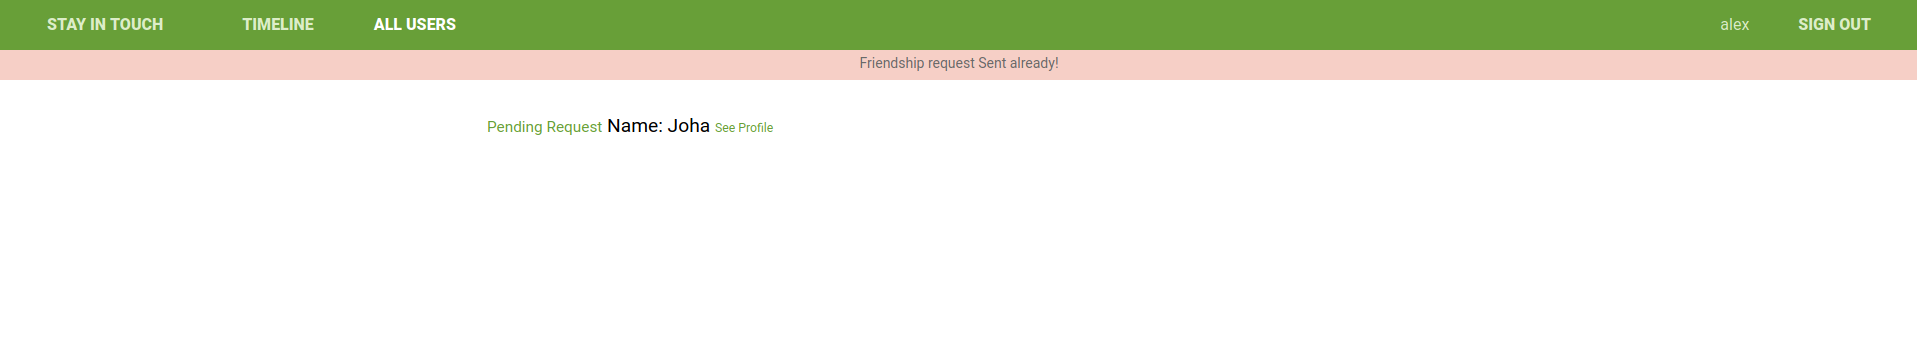 STAY IN TOUCH TIMELINE ALL USERS alex SIGN OUT
Friendship request Sent already!
Pending Request Name: Joha See Profile